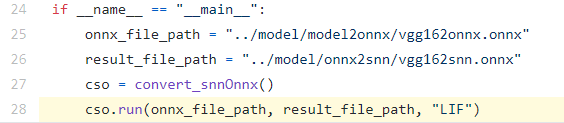 24 if __name__ == "__main__":
25     onnx_file_path = "../model/model2onnx/vgg162onnx.onnx"
26     result_file_path = "../model/onnx2snn/vgg162snn.onnx"
27     cso = convert_snnOnnx()
28     cso.run(onnx_file_path, result_file_path, "LIF")